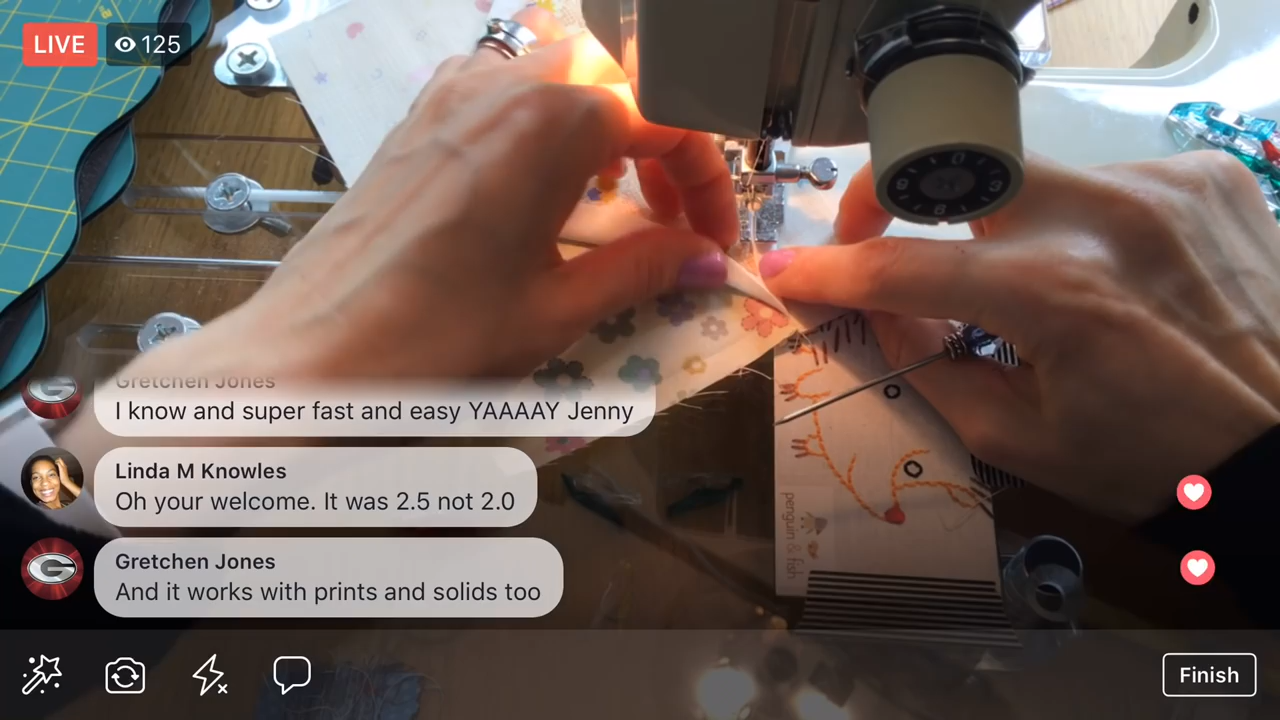 LIVE
125
Gretchen Jones
I know and super fast and easy YAAAAY Jenny
Linda M Knowles
Oh your welcome. It was 2.5 not 2.0
Gretchen Jones
And it works with prints and solids too
penguin & fish
Finish